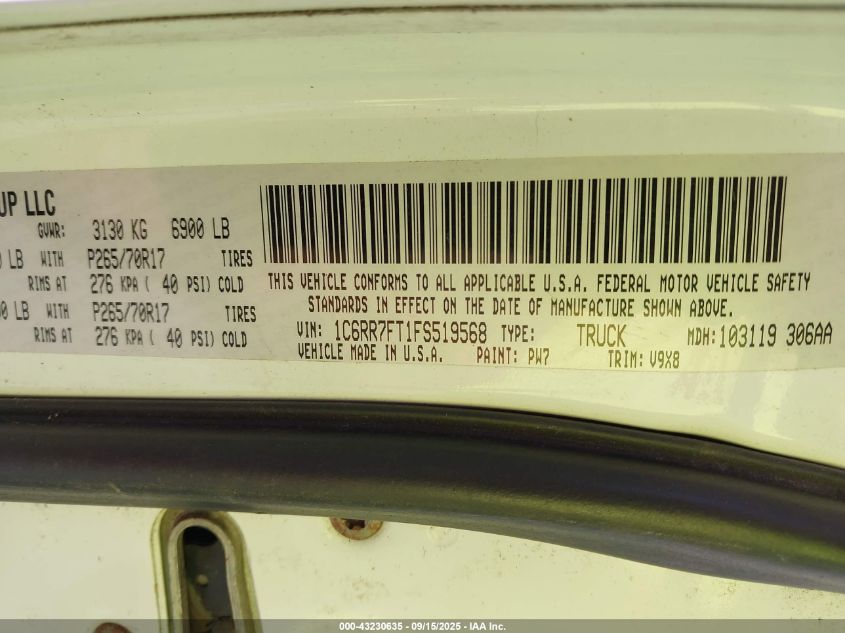 UP LLC
GVWR: 3130 KG 6900 LB
LB WITH P265/70R17 TIRES
RIMS AT 276 KPA ( 40 PSI) COLD
00 LB WITH P265/70R17 TIRES
RIMS AT 276 KPA ( 40 PSI) COLD
THIS VEHICLE CONFORMS TO ALL APPLICABLE U.S.A. FEDERAL MOTOR VEHICLE SAFETY
STANDARDS IN EFFECT ON THE DATE OF MANUFACTURE SHOWN ABOVE.
VIN: 1C6RR7FT1FS519568 TYPE: TRUCK MDH: 103119 306AA
VEHICLE MADE IN U.S.A. PAINT: PW7 TRIM: V9X8
000-43230635 - 09/15/2025 - IAA Inc.